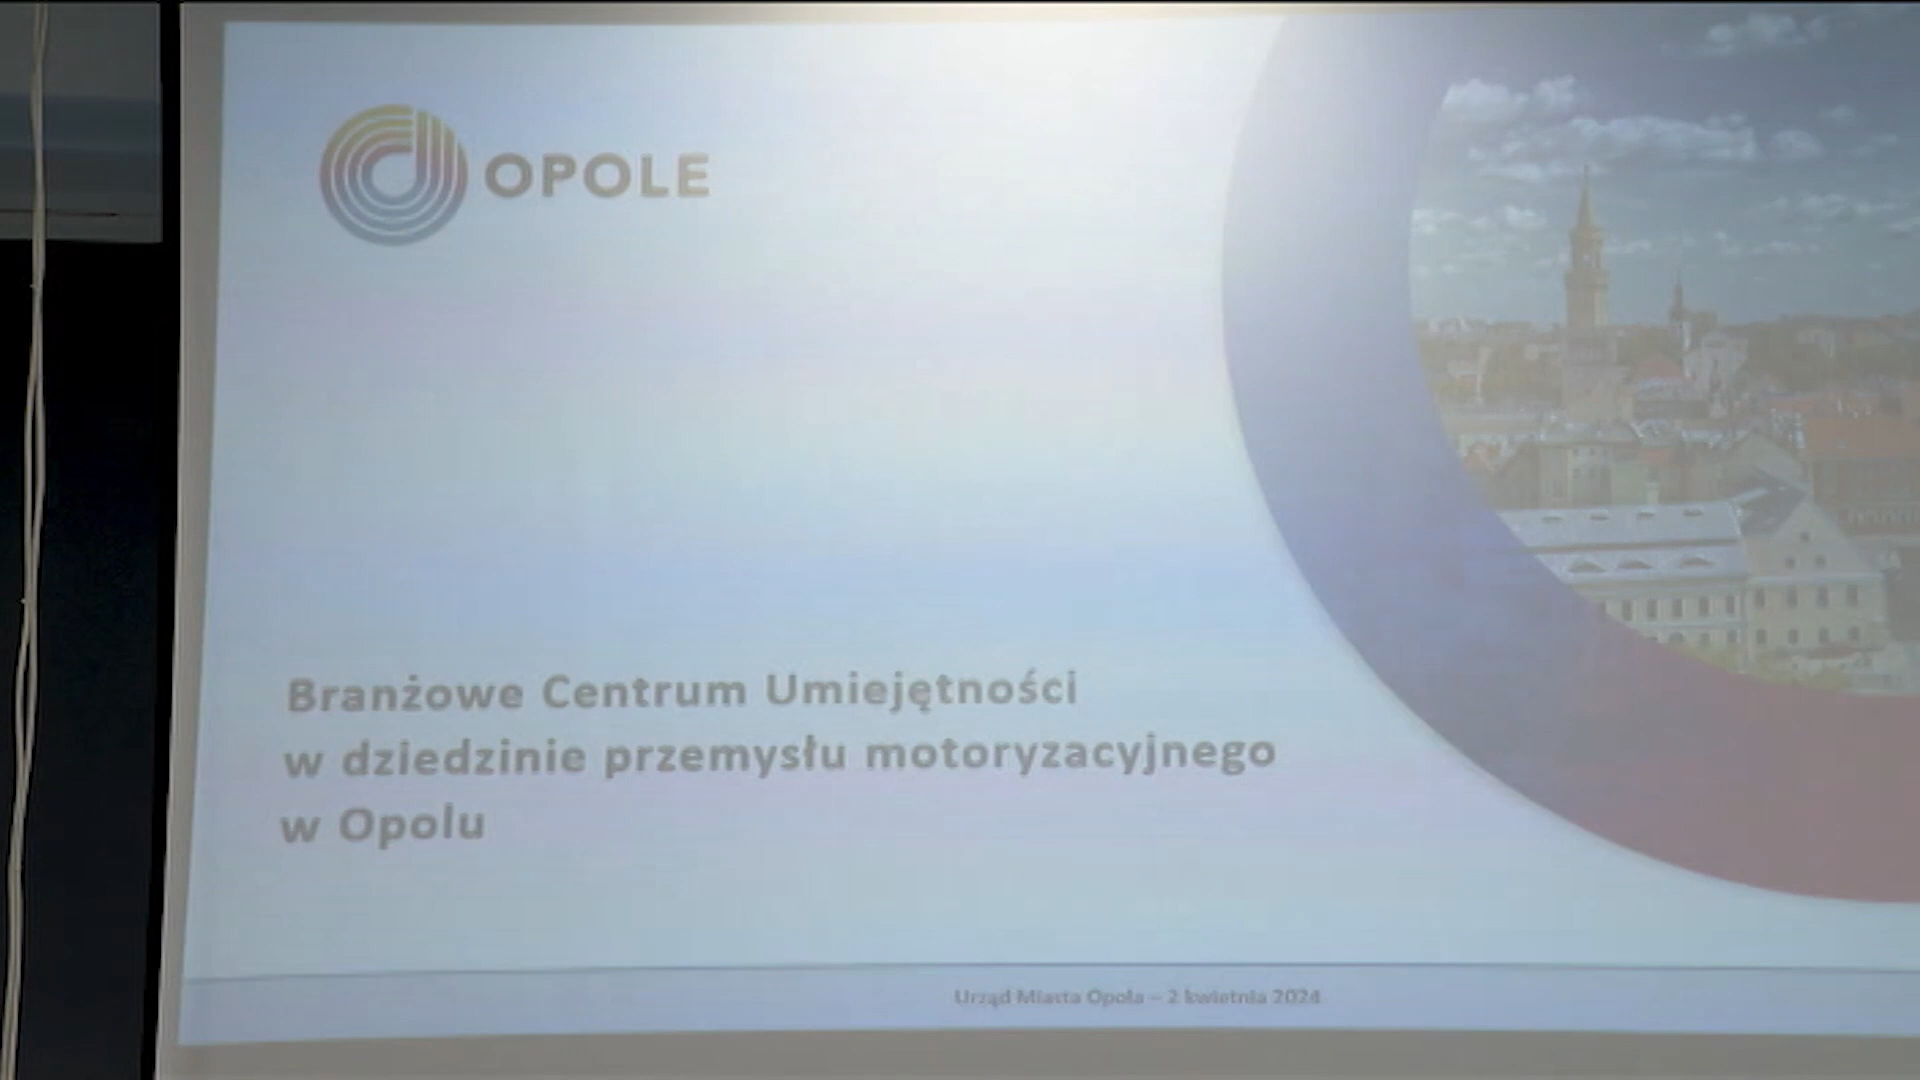 OPOLE
Branżowe Centrum Umiejętności
w dziedzinie przemysłu motoryzacyjnego
w Opolu
Urząd Miasta Opola – 2 kwietnia 2024